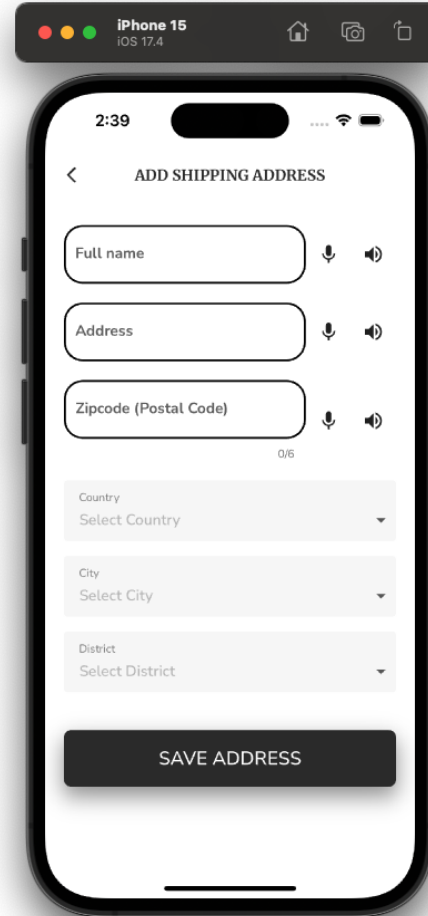 iPhone 15
iOS 17.4
2:39
ADD SHIPPING ADDRESS
Full name
Address
Zipcode (Postal Code)
0/6
Country
Select Country
City
Select City
District
Select District
SAVE ADDRESS